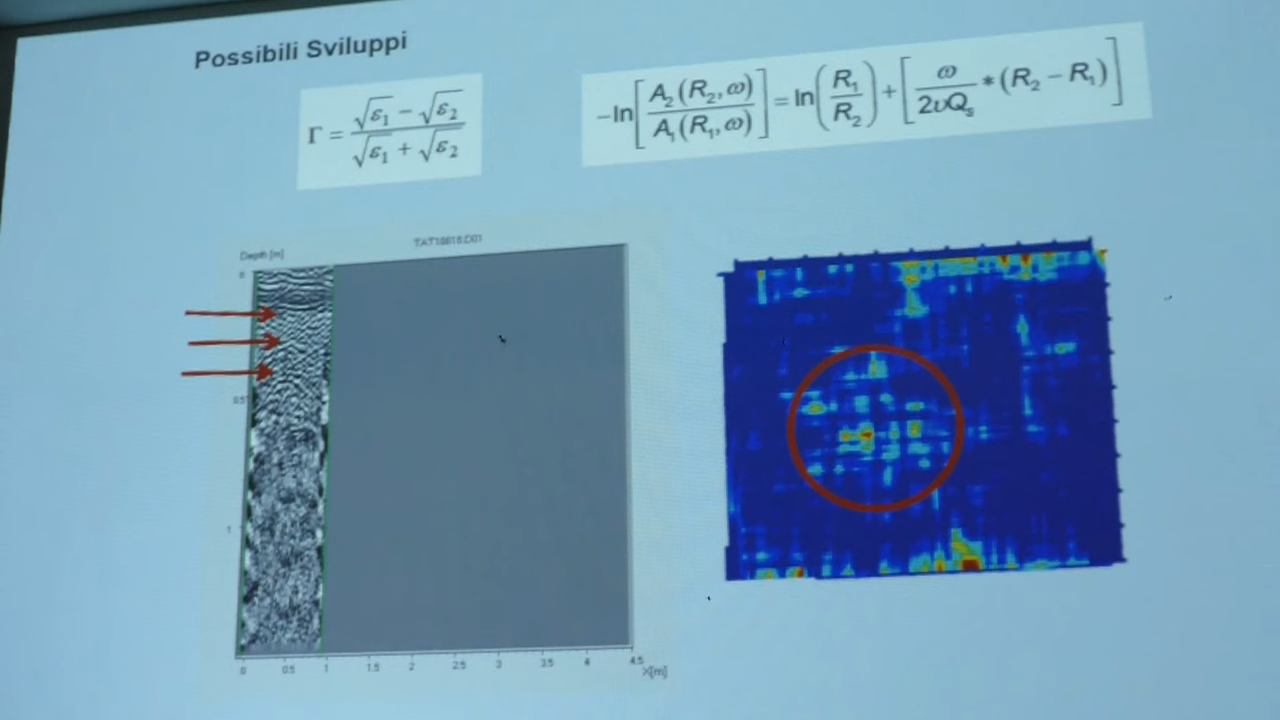 Possibili Sviluppi
Γ = √ε₁ − √ε₂ / √ε₁ + √ε₂
−ln[A₂(R₂,ω) / A₁(R₁,ω)] = ln(R₁ / R₂) + [ω / 2υQₛ * (R₂ − R₁)]
Depth [m]
0
0.5
1
0 0.5 1 1.5 2 2.5 3 3.5 4 4.5
X[m]